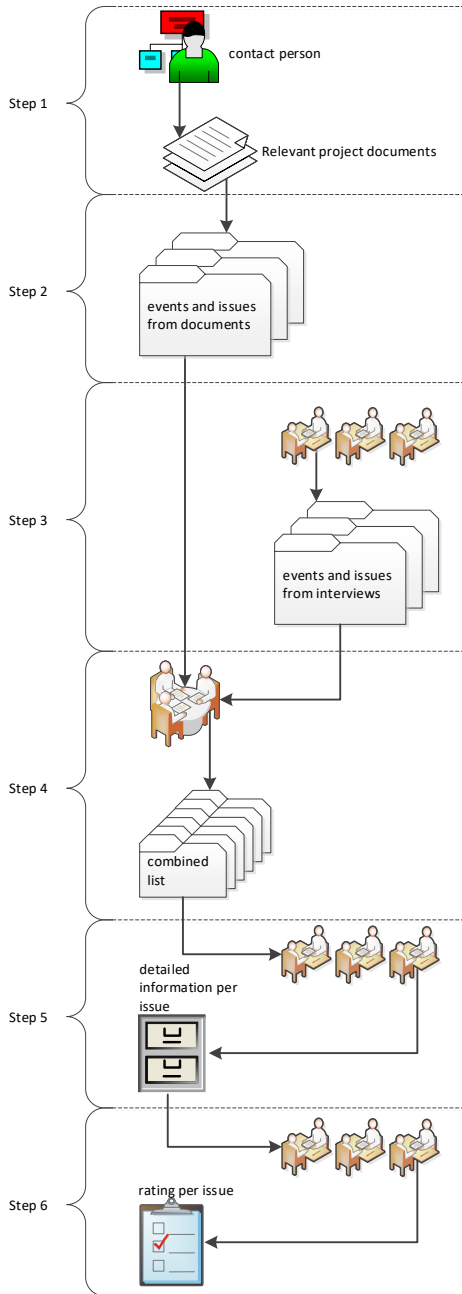 contact person
Step 1
Relevant project documents
Step 2
events and issues
from documents
Step 3
events and issues
from interviews
Step 4
combined
list
detailed
information per
issue
Step 5
Step 6
rating per issue